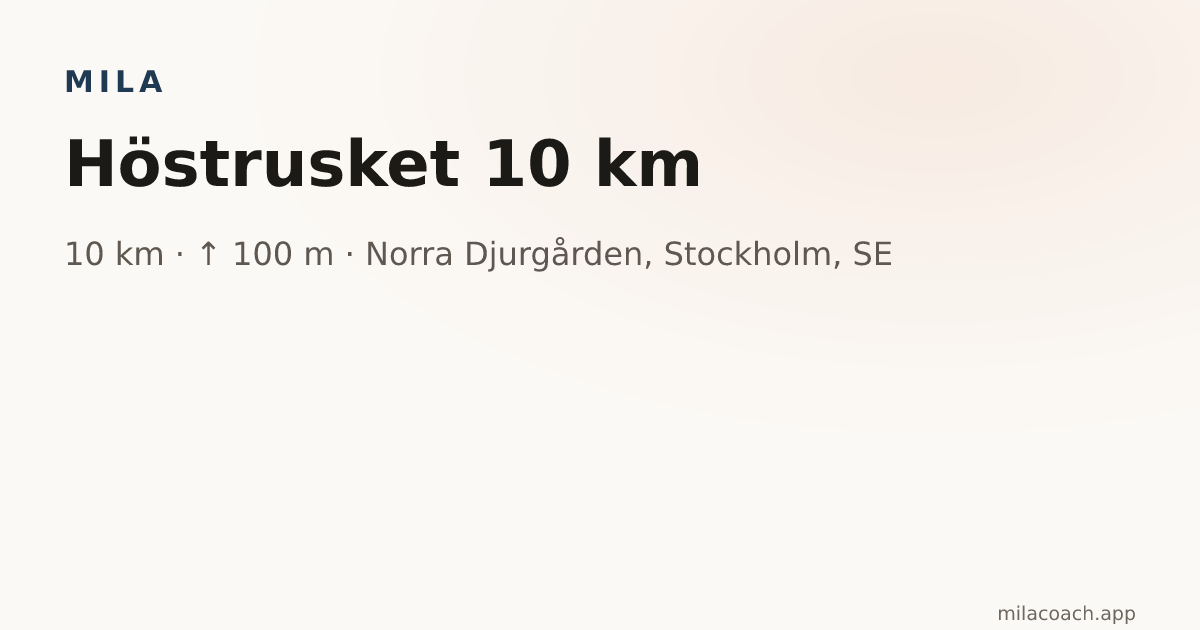 MILA
Höstrusket 10 km
10 km · ↑ 100 m · Norra Djurgården, Stockholm, SE
milacoach.app